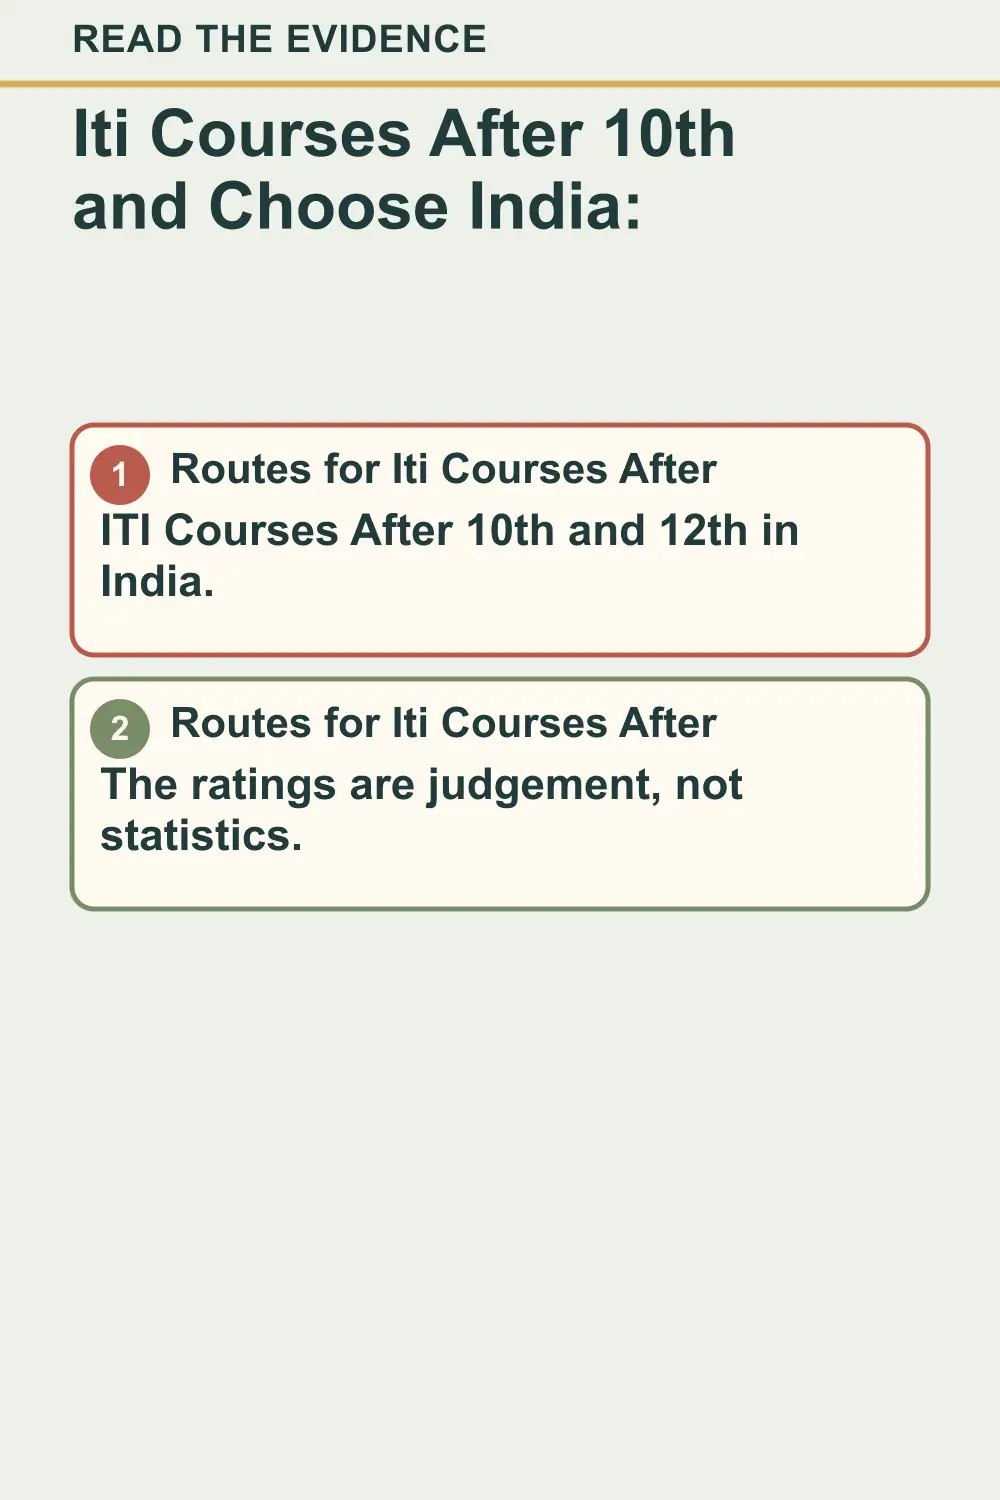 READ THE EVIDENCE
Iti Courses After 10th
and Choose India:
1 Routes for Iti Courses After
ITI Courses After 10th and 12th in
India.
2 Routes for Iti Courses After
The ratings are judgement, not
statistics.